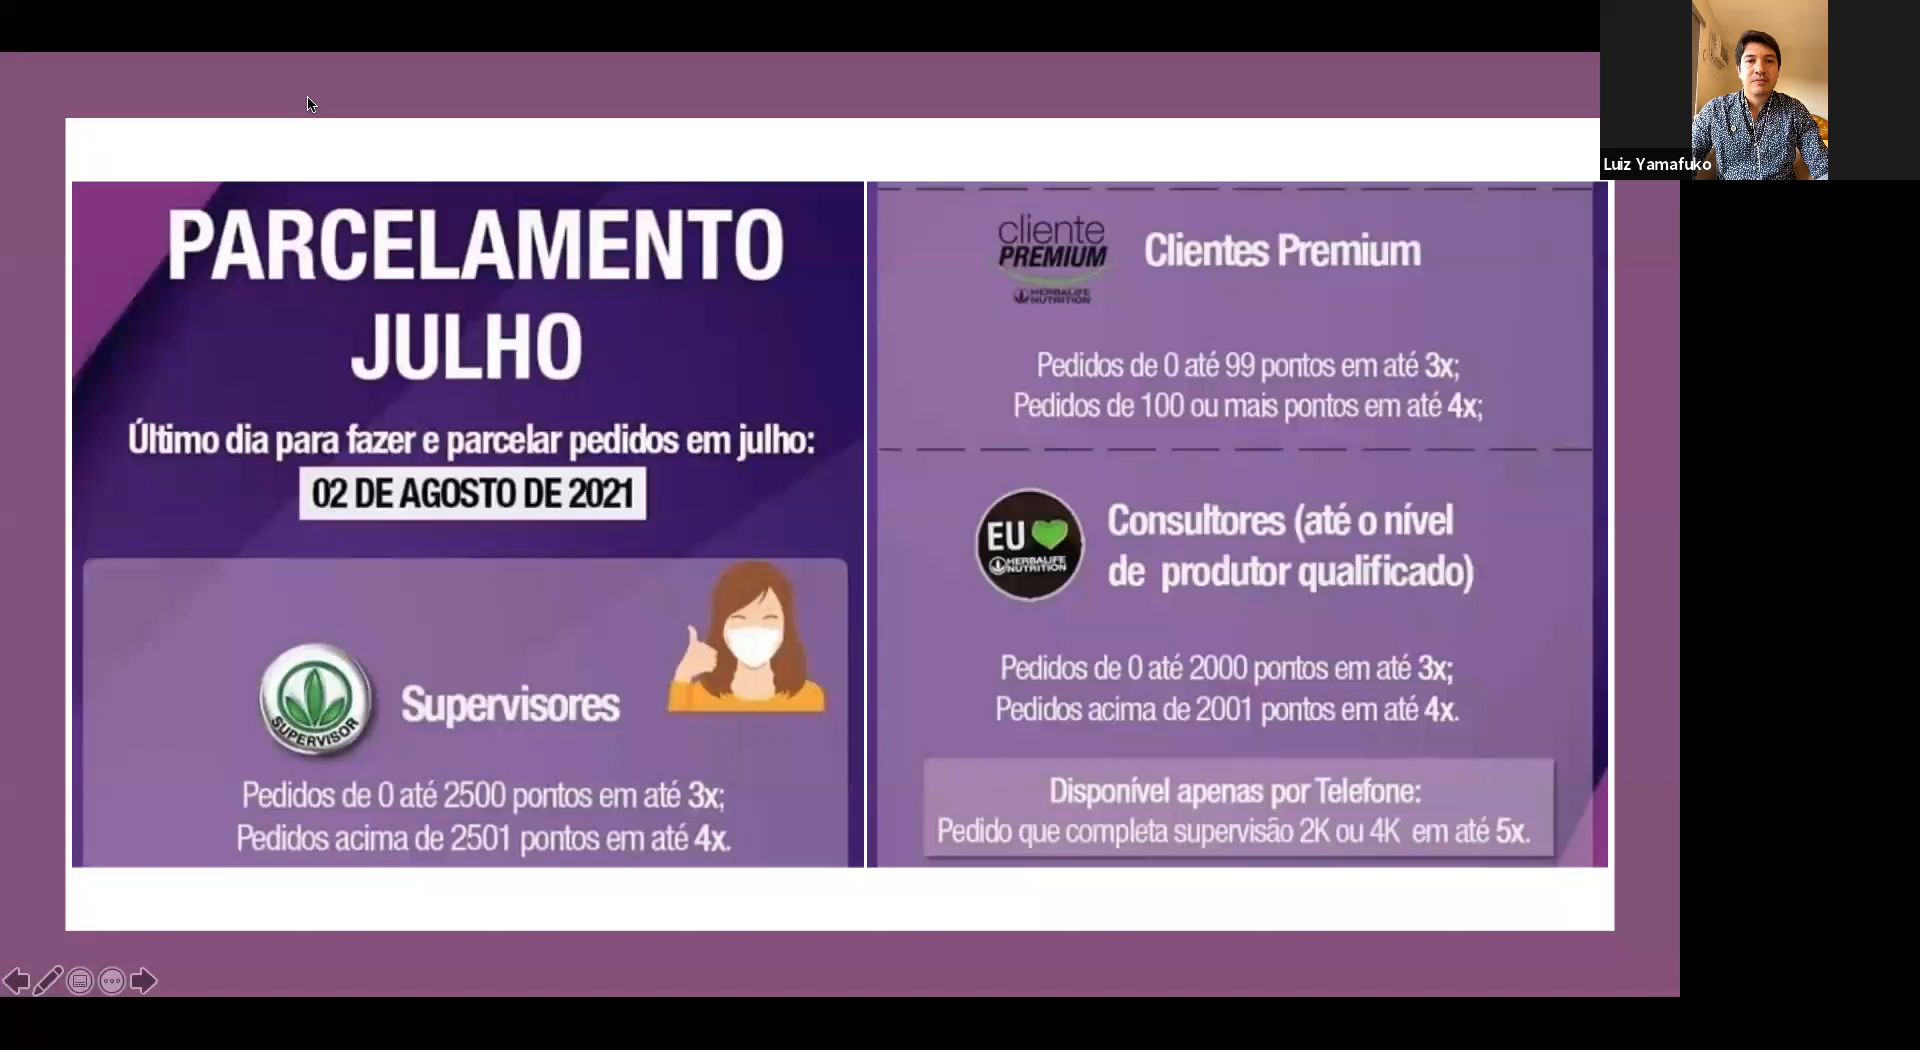 PARCELAMENTO
JULHO
Último dia para fazer e parcelar pedidos em julho:
02 DE AGOSTO DE 2021
SUPERVISOR
Supervisores
Pedidos de 0 até 2500 pontos em até 3x;
Pedidos acima de 2501 pontos em até 4x.
cliente
PREMIUM
HERBALIFE
NUTRITION
Clientes Premium
Pedidos de 0 até 99 pontos em até 3x;
Pedidos de 100 ou mais pontos em até 4x;
EU
HERBALIFE
NUTRITION
Consultores (até o nível
de produtor qualificado)
Pedidos de 0 até 2000 pontos em até 3x;
Pedidos acima de 2001 pontos em até 4x.
Disponível apenas por Telefone:
Pedido que completa supervisão 2K ou 4K em até 5x.
Luiz Yamafuko